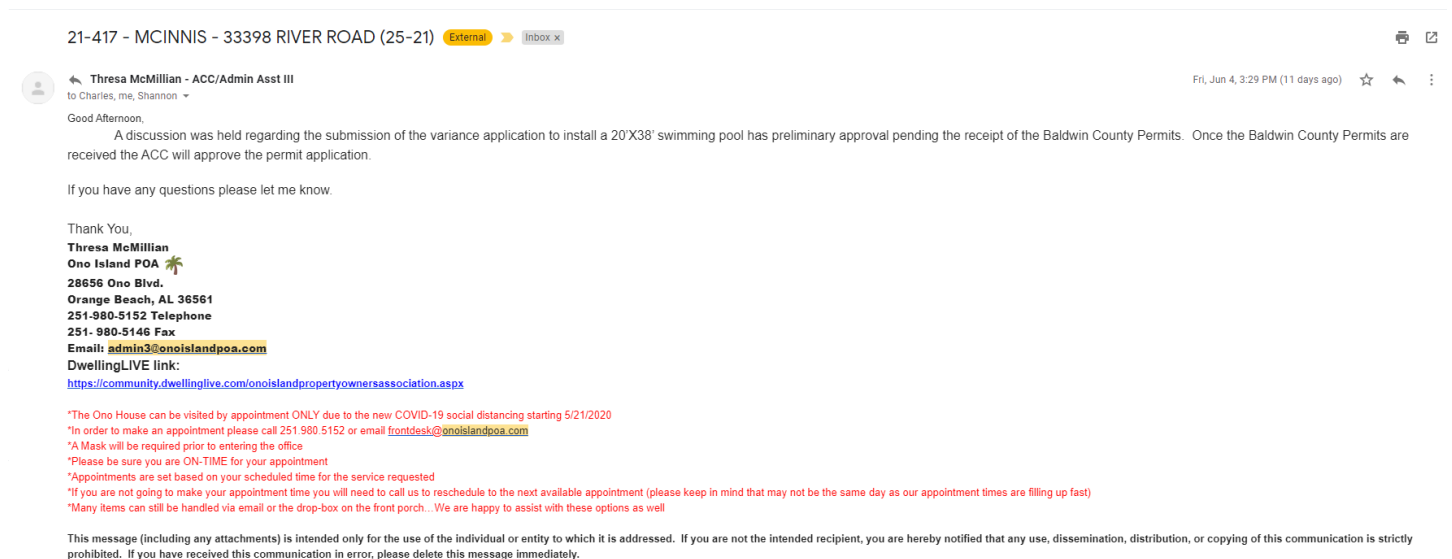 21-417 - MCINNIS - 33398 RIVER ROAD (25-21) External Inbox x
Thresa McMillian - ACC/Admin Asst III Fri, Jun 4, 3:29 PM (11 days ago)
to Charles, me, Shannon
Good Afternoon,
A discussion was held regarding the submission of the variance application to install a 20'X38' swimming pool has preliminary approval pending the receipt of the Baldwin County Permits. Once the Baldwin County Permits are
received the ACC will approve the permit application.
If you have any questions please let me know.
Thank You,
Thresa McMillian
Ono Island POA
28656 Ono Blvd.
Orange Beach, AL 36561
251-980-5152 Telephone
251- 980-5146 Fax
Email: admin3@onoislandpoa.com
DwellingLIVE link:
https://community.dwellinglive.com/onoislandpropertyownersassociation.aspx
*The Ono House can be visited by appointment ONLY due to the new COVID-19 social distancing starting 5/21/2020
*In order to make an appointment please call 251.980.5152 or email frontdesk@onoislandpoa.com
*A Mask will be required prior to entering the office
*Please be sure you are ON-TIME for your appointment
*Appointments are set based on your scheduled time for the service requested
*If you are not going to make your appointment time you will need to call us to reschedule to the next available appointment (please keep in mind that may not be the same day as our appointment times are filling up fast)
*Many items can still be handled via email or the drop-box on the front porch…We are happy to assist with these options as well
This message (including any attachments) is intended only for the use of the individual or entity to which it is addressed. If you are not the intended recipient, you are hereby notified that any use, dissemination, distribution, or copying of this communication is strictly
prohibited. If you have received this communication in error, please delete this message immediately.